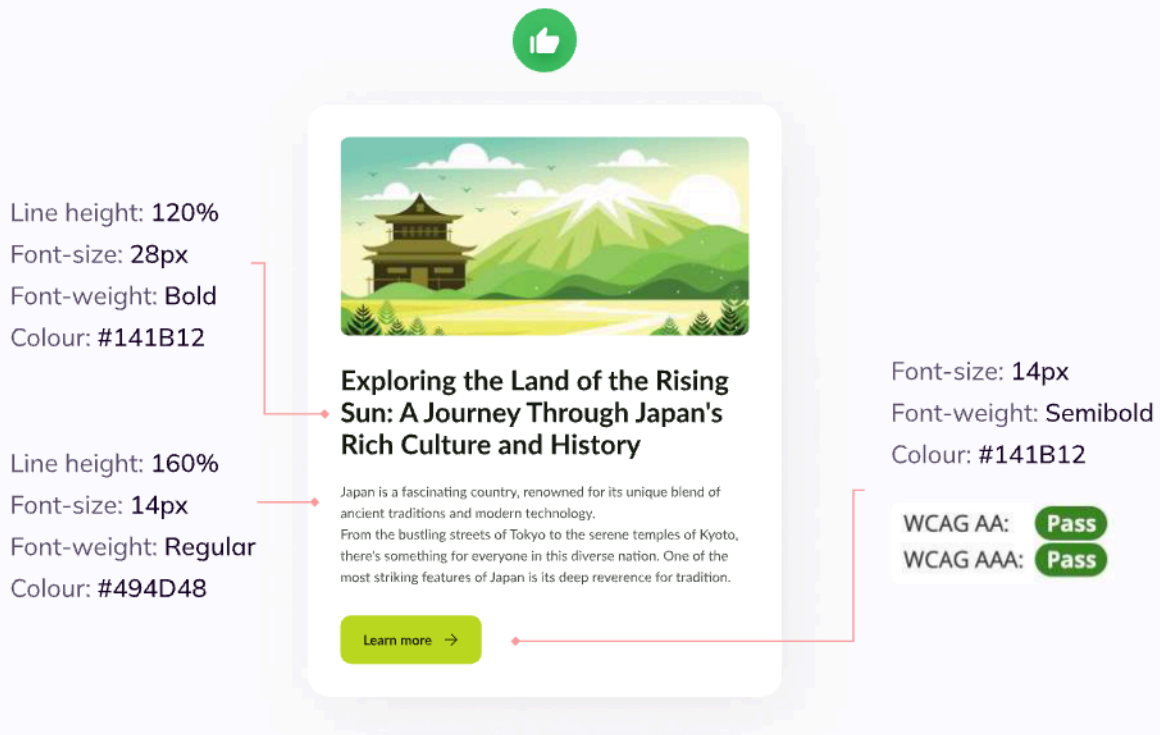 Line height: 120%
Font-size: 28px
Font-weight: Bold
Colour: #141B12
Line height: 160%
Font-size: 14px
Font-weight: Regular
Colour: #494D48
Exploring the Land of the Rising
Sun: A Journey Through Japan's
Rich Culture and History
Japan is a fascinating country, renowned for its unique blend of
ancient traditions and modern technology.
From the bustling streets of Tokyo to the serene temples of Kyoto,
there's something for everyone in this diverse nation. One of the
most striking features of Japan is its deep reverence for tradition.
Learn more →
Font-size: 14px
Font-weight: Semibold
Colour: #141B12
WCAG AA: Pass
WCAG AAA: Pass